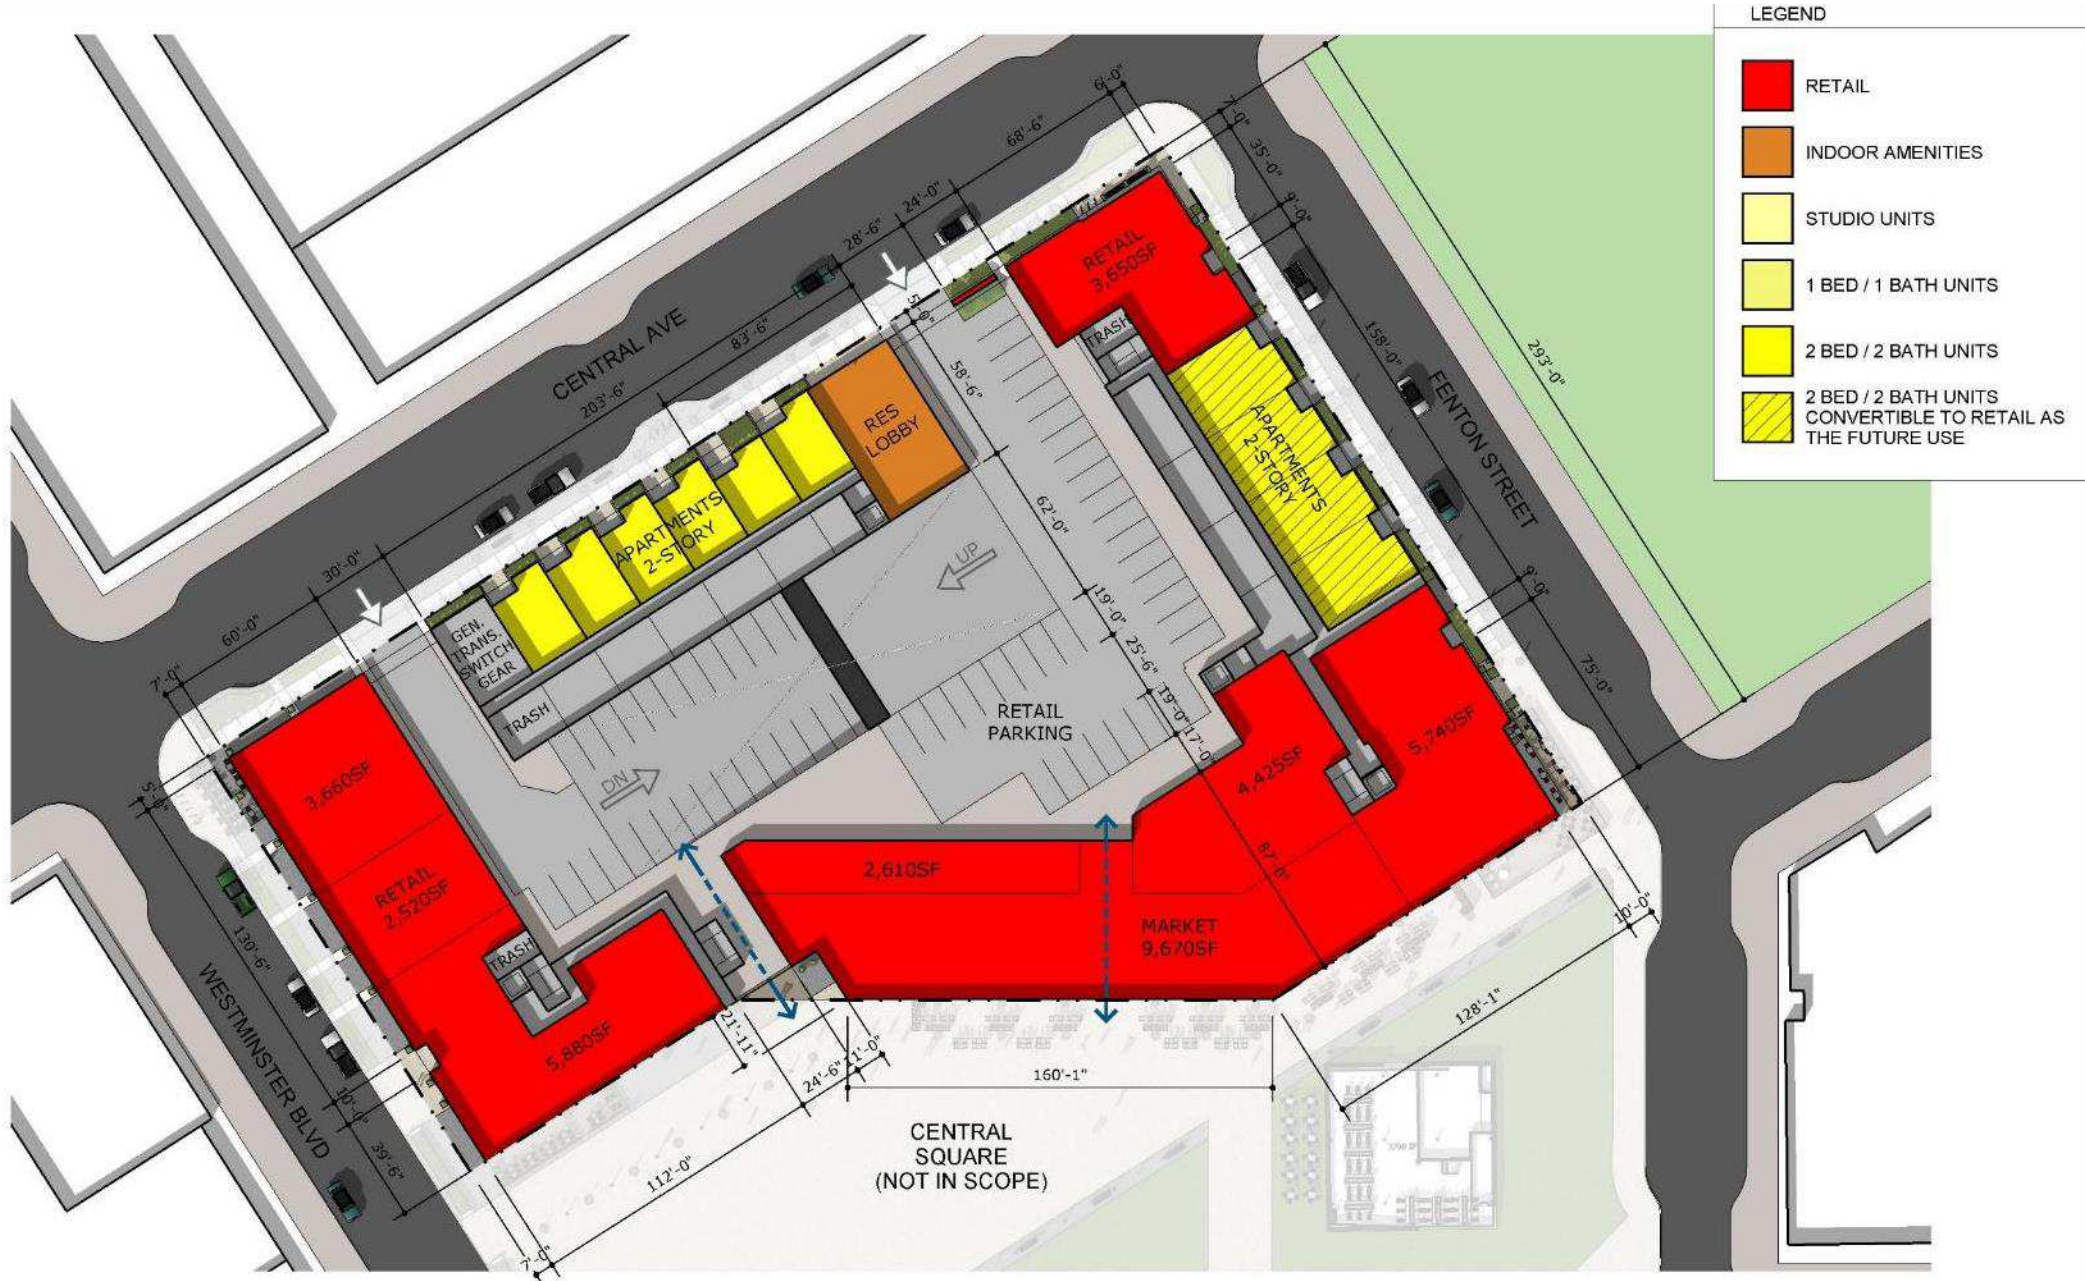 LEGEND
RETAIL
INDOOR AMENITIES
STUDIO UNITS
1 BED / 1 BATH UNITS
2 BED / 2 BATH UNITS
2 BED / 2 BATH UNITS
CONVERTIBLE TO RETAIL AS
THE FUTURE USE
6'-0"
68'-6"
24'-0"
28'-6"
83'-6"
203'-6"
30'-0"
60'-0"
7'-0"
CENTRAL AVE
7'-0"
35'-0"
9'-0"
158'-0"
293'-0"
FENTON STREET
9'-0"
75'-0"
10'-0"
RETAIL
3,650SF
TRASH
APARTMENTS
2-STORY
5'-0"
58'-6"
62'-0"
19'-0"
25'-6"
19'-0"
17'-0"
87'-0"
RES
LOBBY
APARTMENTS
2-STORY
GEN.
TRANS.
SWITCH
GEAR
TRASH
UP
DN
RETAIL
PARKING
3,660SF
RETAIL
2,520SF
TRASH
5,880SF
2,610SF
4,425SF
5,740SF
MARKET
9,670SF
5'-0"
130'-6"
WESTMINSTER BLVD
10'-0"
39'-6"
7'-0"
112'-0"
21'-11"
24'-6"
11'-0"
160'-1"
128'-1"
CENTRAL
SQUARE
(NOT IN SCOPE)